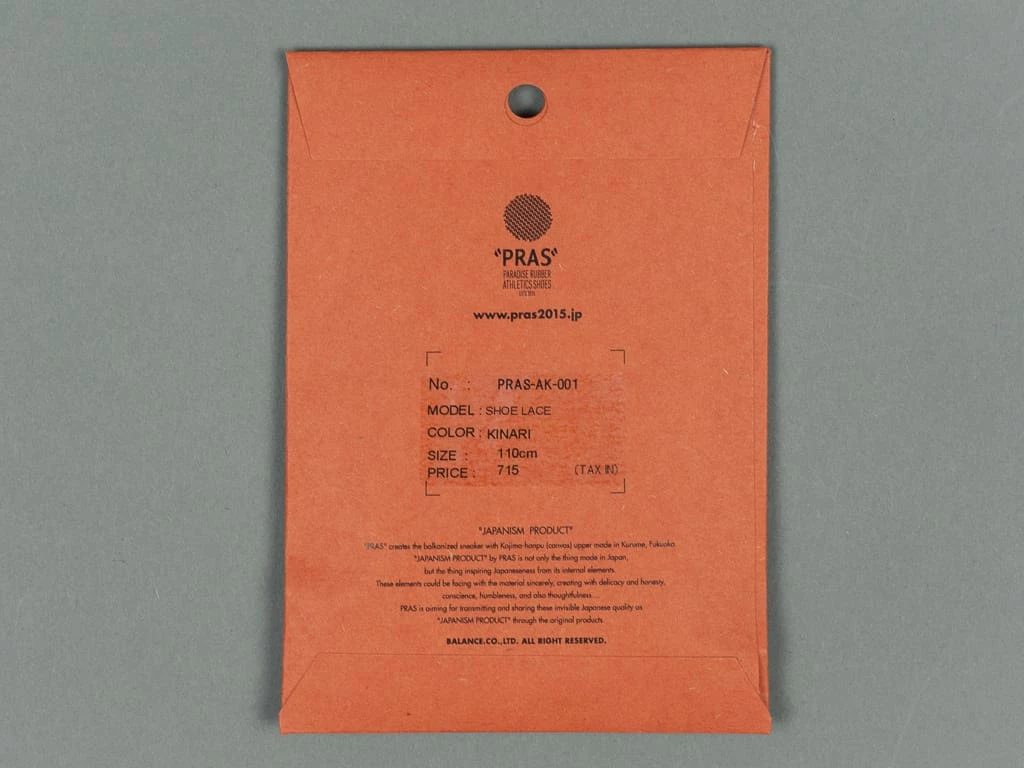 "PRAS"
PARADISE RUBBER
ATHLETICS SHOES
www.pras2015.jp
No. : PRAS-AK-001
MODEL : SHOE LACE
COLOR : KINARI
SIZE : 110cm
PRICE : 715 (TAX IN)
"JAPANISM PRODUCT"
"PRAS" creates the balkanized sneaker with Kojima-hanpu (canvas) upper made in Kurume, Fukuoka.
"JAPANISM PRODUCT" by PRAS is not only the thing made in Japan,
but the thing inspiring Japaneseness from its internal elements.
These elements could be facing with the material sincerely, creating with delicacy and honesty,
conscience, humbleness, and also thoughtfulness....
PRAS is aiming for transmitting and sharing these invisible Japanese quality as
"JAPANISM PRODUCT" through the original products.
BALANCE.CO.,LTD. ALL RIGHT RESERVED.